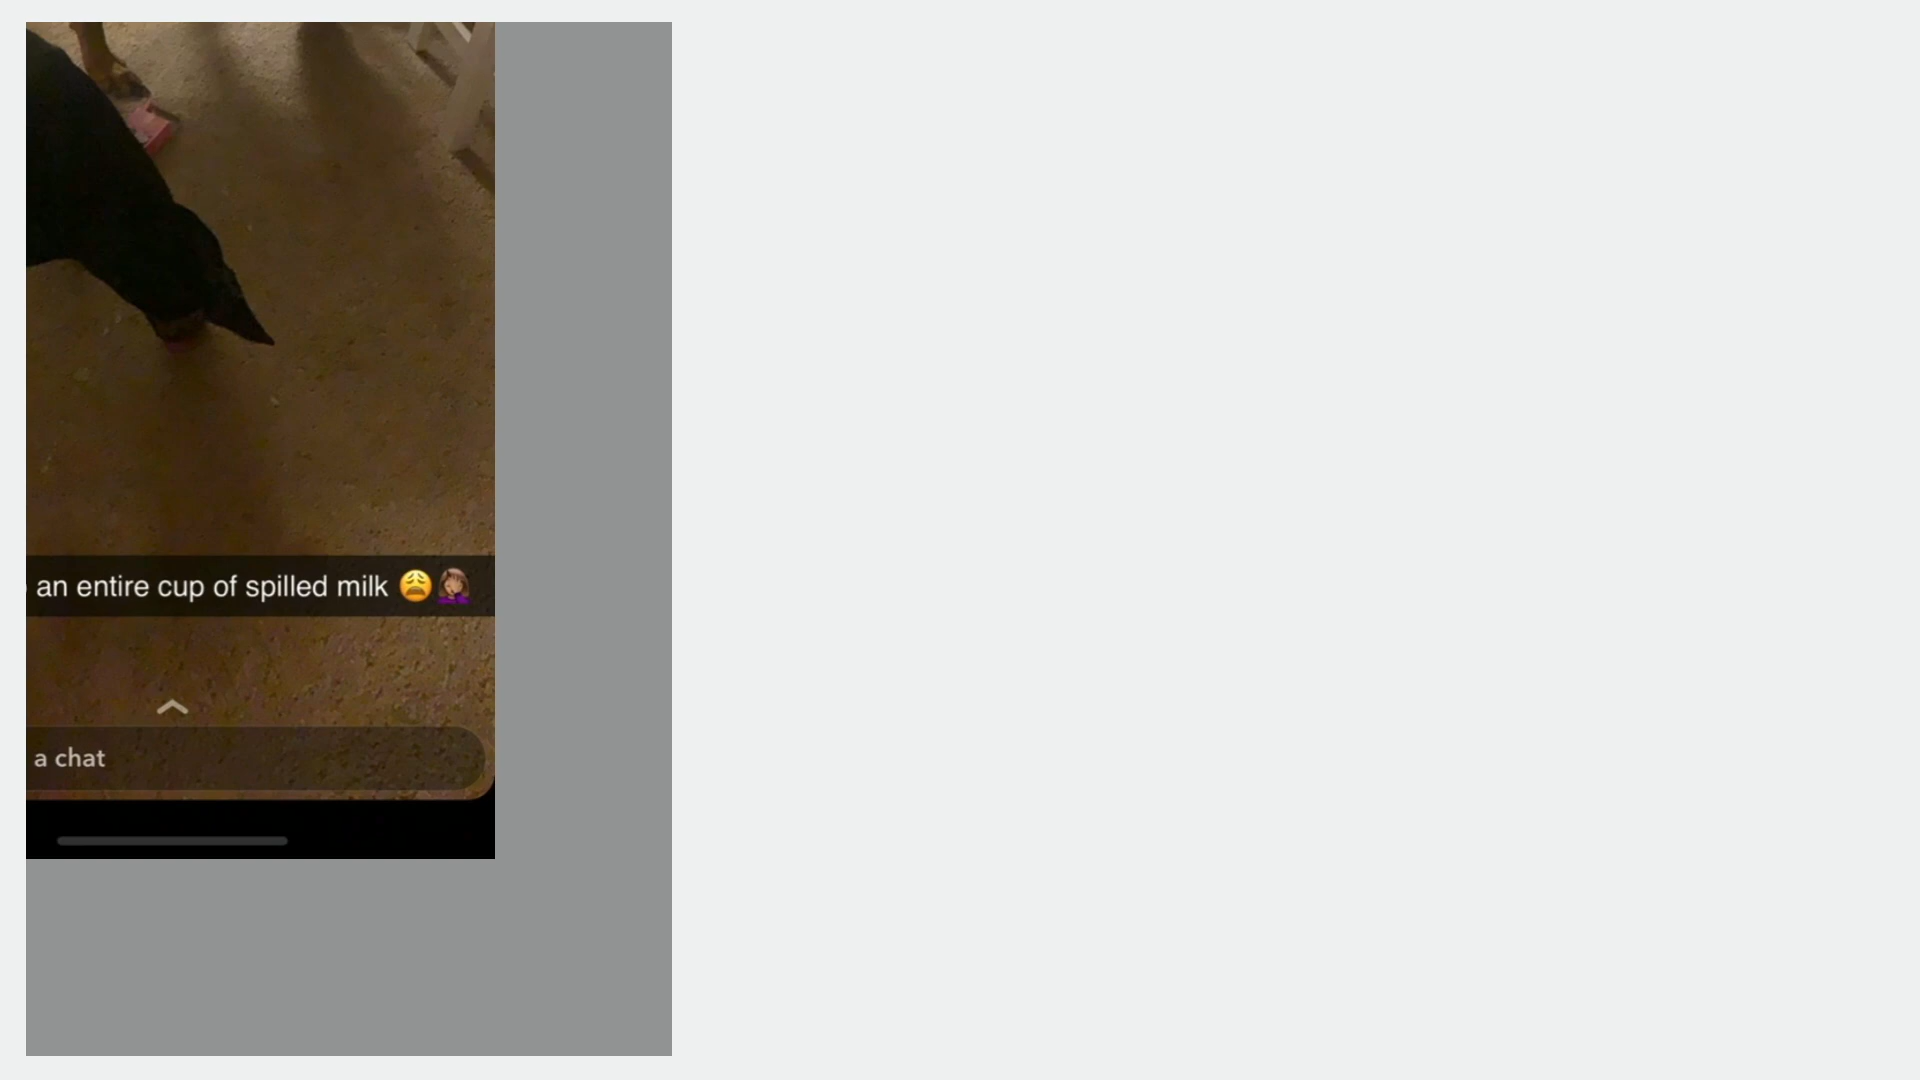 an entire cup of spilled milk 😩🤦🏽‍♀️
a chat